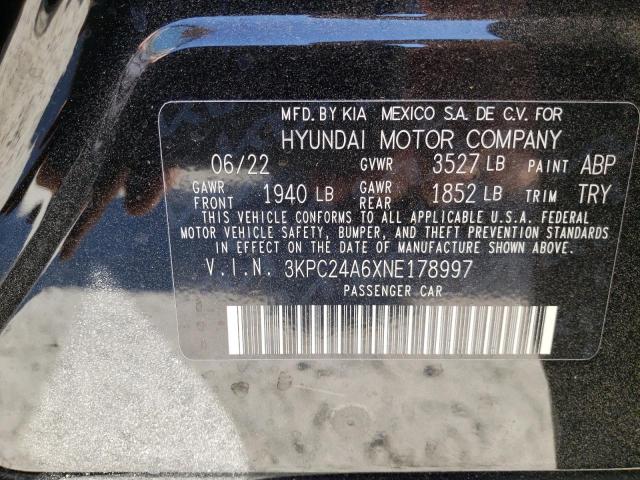 MFD. BY KIA MEXICO S.A. DE C.V. FOR
HYUNDAI MOTOR COMPANY
06/22 GVWR 3527 LB PAINT ABP
GAWR FRONT 1940 LB GAWR REAR 1852 LB TRIM TRY
THIS VEHICLE CONFORMS TO ALL APPLICABLE U.S.A. FEDERAL
MOTOR VEHICLE SAFETY, BUMPER, AND THEFT PREVENTION STANDARDS
IN EFFECT ON THE DATE OF MANUFACTURE SHOWN ABOVE.
V.I.N. 3KPC24A6XNE178997
PASSENGER CAR